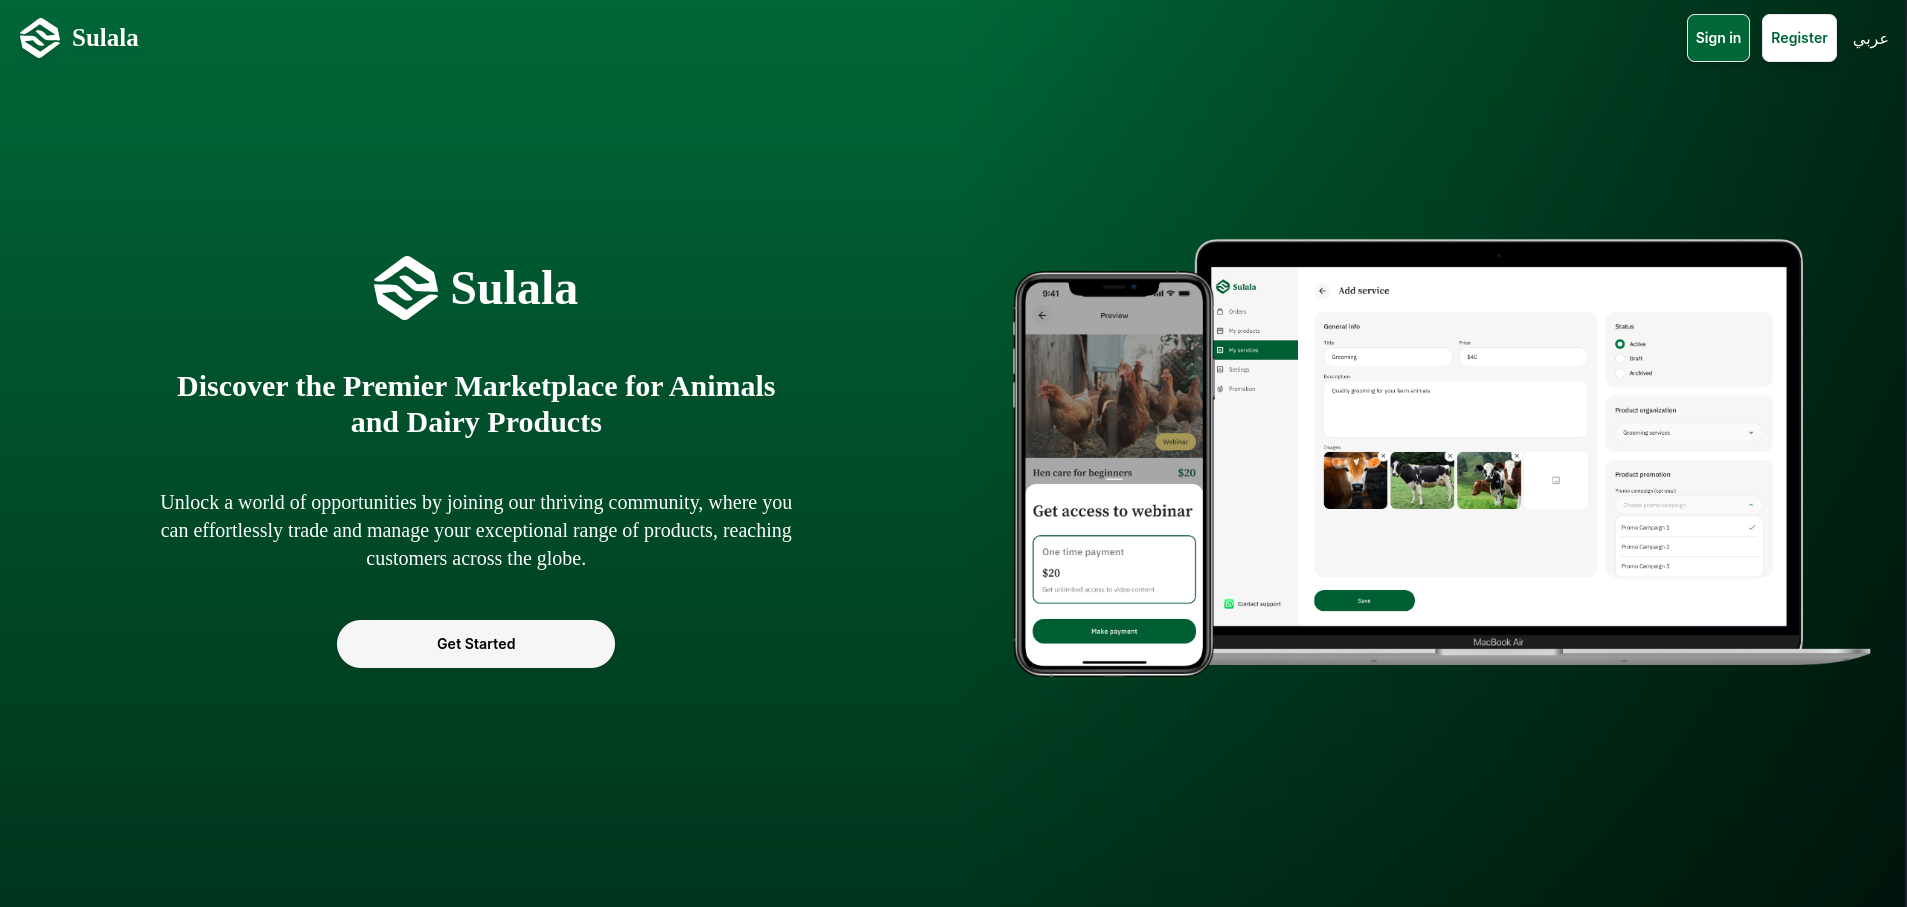 Sulala
Sign in
Register
عربي
Sulala
Discover the Premier Marketplace for Animals
and Dairy Products
Unlock a world of opportunities by joining our thriving community, where you
can effortlessly trade and manage your exceptional range of products, reaching
customers across the globe.
Get Started
9:41
Preview
Webinar
Hen care for beginners
$20
Get access to webinar
One time payment
$20
Get unlimited access to video content
Make payment
Sulala
Orders
My products
My services
Settings
Promotion
Contact support
Add service
General info
Title
Price
Grooming
$40
Description
Quality grooming for your farm animals
Images
Save
Status
Active
Draft
Archived
Product organization
Grooming services
Product promotion
Promo campaign (optional)
Choose promo campaign
Promo Campaign 1
Promo Campaign 2
Promo Campaign 3
MacBook Air